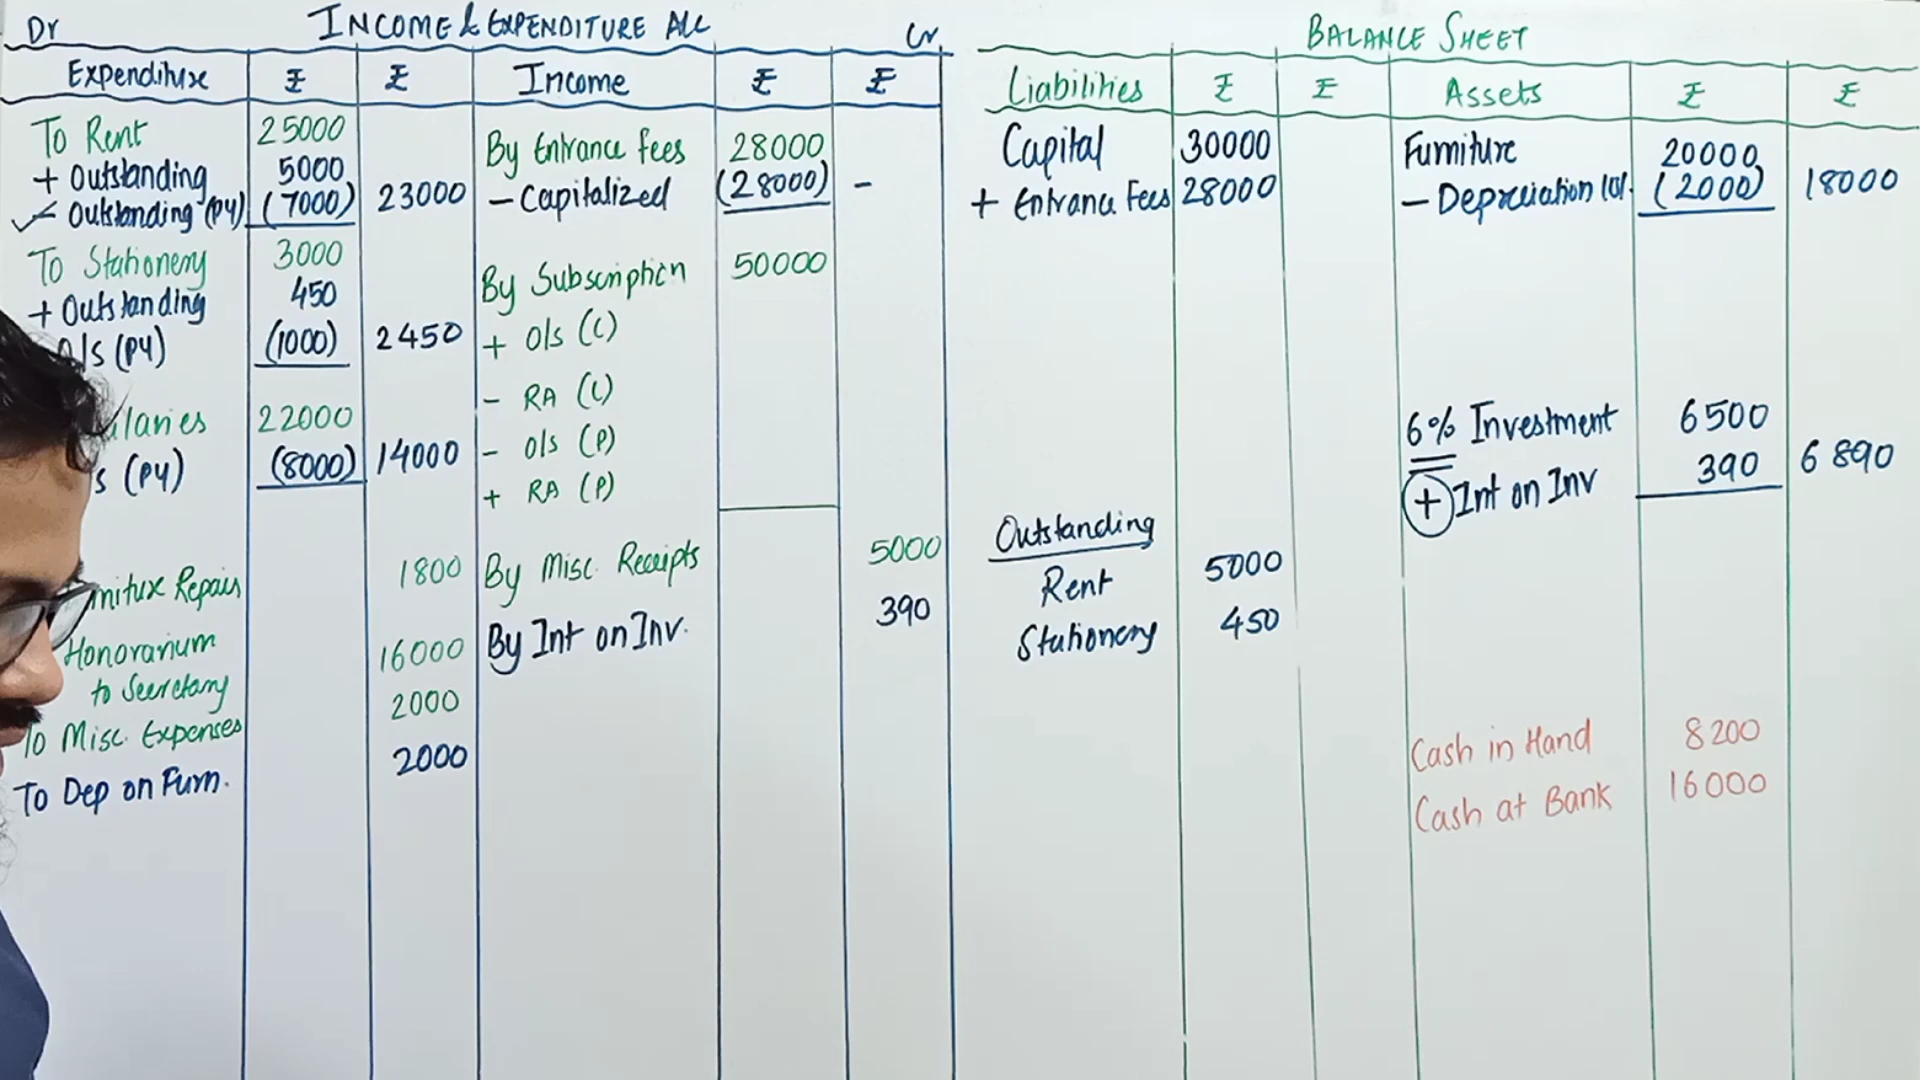 Dr INCOME & EXPENDITURE A/C Cr.
Expenditure ₹ ₹ Income ₹ ₹
To Rent 25000
+ Outstanding 5000
- Outstanding (PY) (7000) 23000
To Stationery 3000
+ Outstanding 450
O/s (PY) (1000) 2450
laries 22000
s (PY) (8000) 14000
niture Repairs 1800
Honorarium 16000
to Secretary
To Misc. Expenses 2000
To Dep on Furn. 2000
By Entrance fees 28000
- Capitalized (28000) -
By Subscription 50000
+ O/s (C)
- RA (C)
- O/s (P)
+ RA (P)
By Misc. Receipts 5000
By Int on Inv. 390
BALANCE SHEET
Liabilities ₹ ₹ Assets ₹ ₹
Capital 30000
+ Entrance Fees 28000
Outstanding
Rent 5000
Stationery 450
Furniture 20000
- Depreciation (2000) 18000
6% Investment 6500
+ Int on Inv 390 6890
Cash in Hand 8200
Cash at Bank 16000